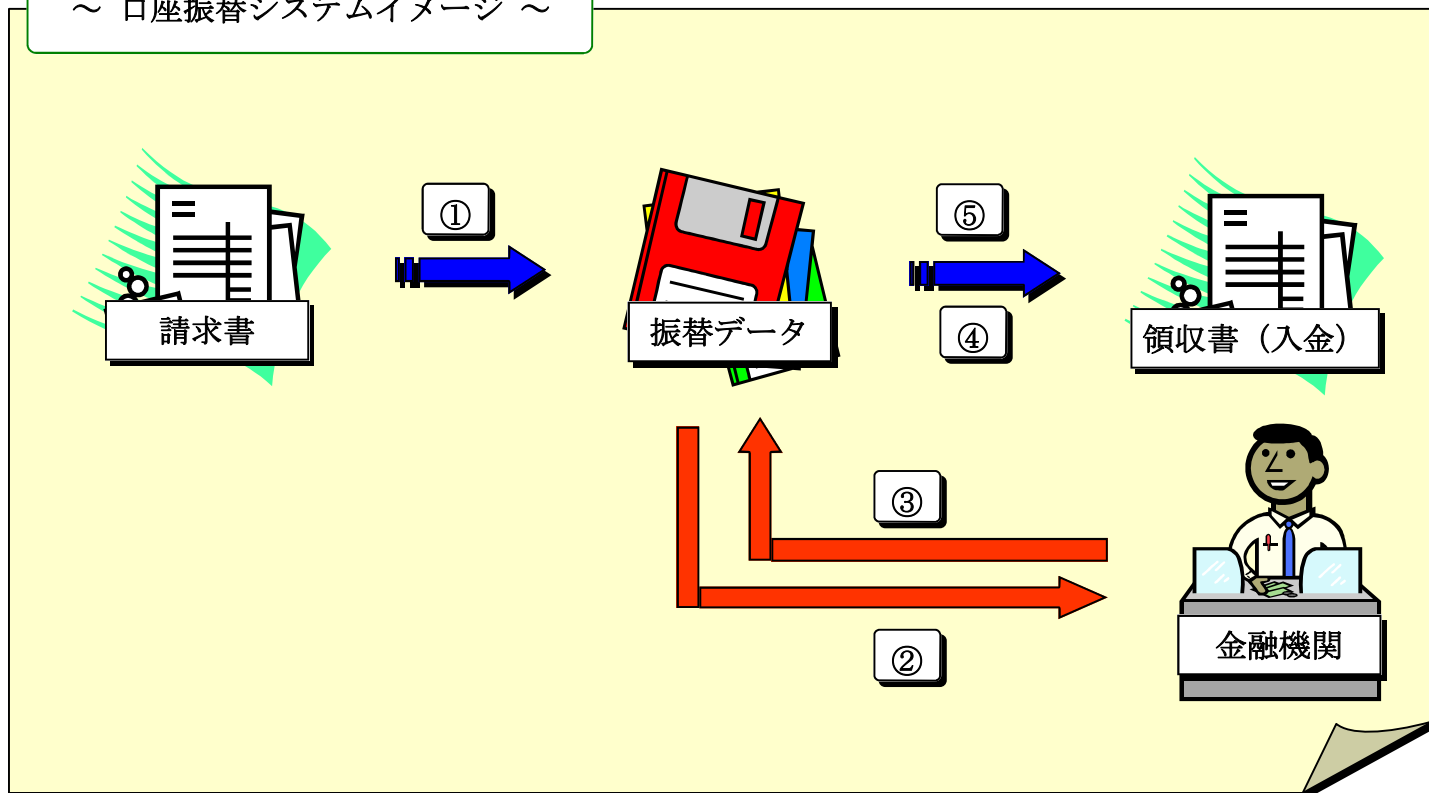 ～ 口座振替システムイメージ ～
①
⑤
請求書
振替データ
④
領収書（入金）
③
②
金融機関